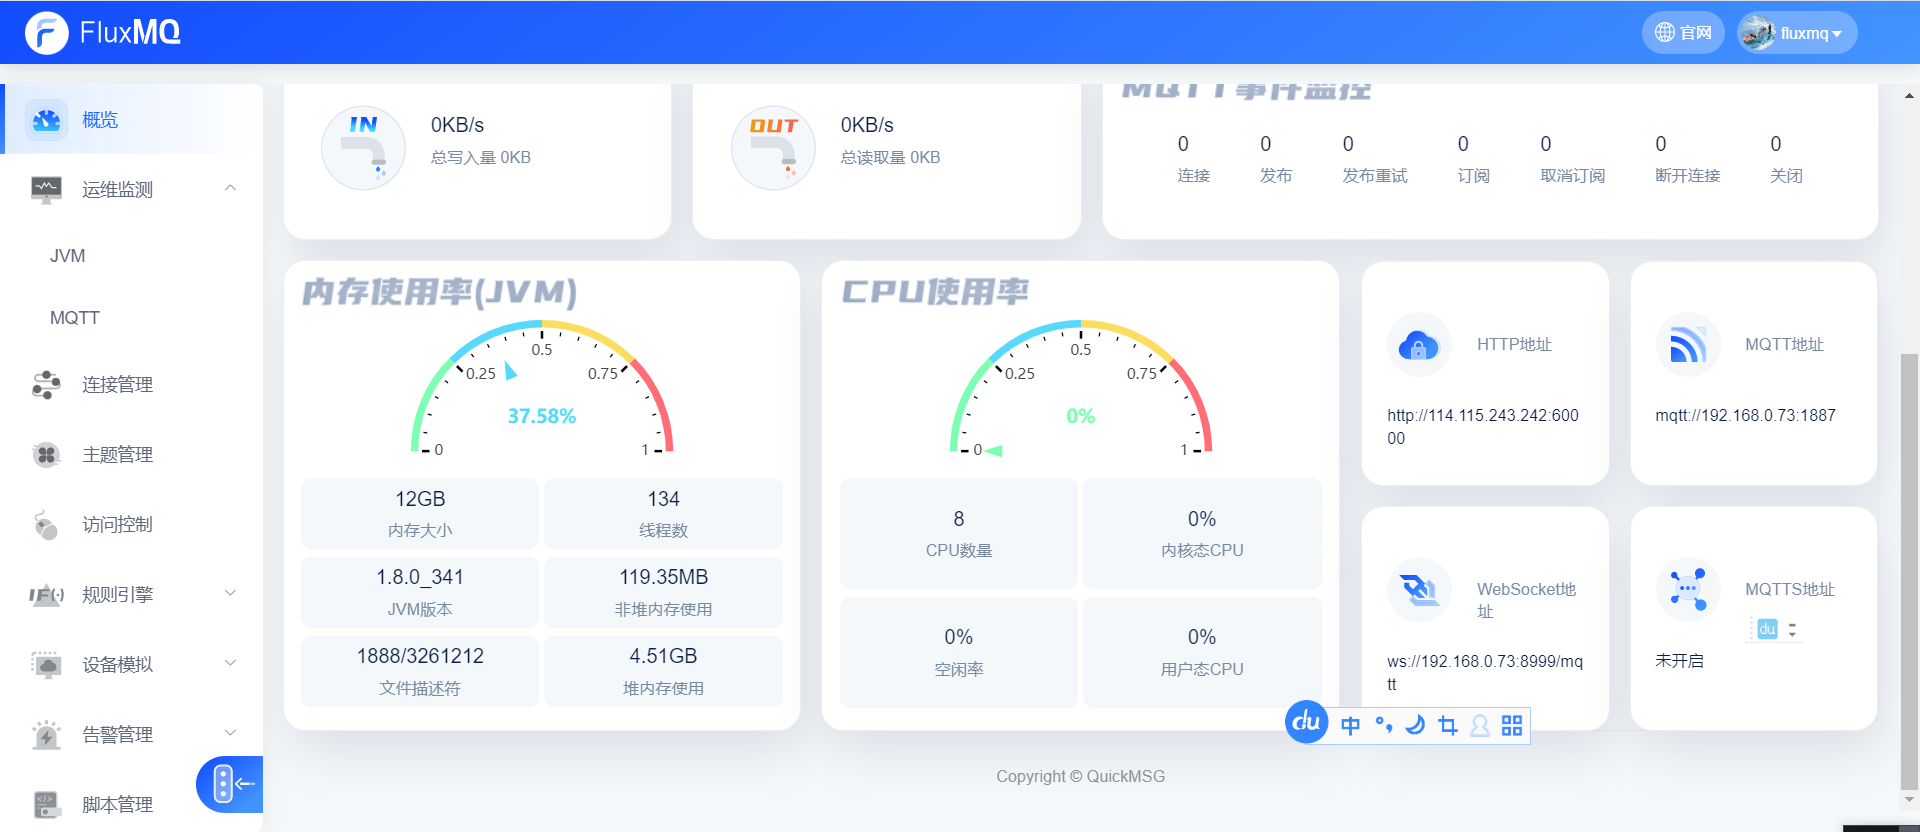 FluxMQ
官网
fluxmq
概览
运维监测
JVM
MQTT
连接管理
主题管理
访问控制
规则引擎
设备模拟
告警管理
脚本管理
IN
0KB/s
总写入量 0KB
OUT
0KB/s
总读取量 0KB
MQTT事件监控
0 0 0 0 0 0 0
连接 发布 发布重试 订阅 取消订阅 断开连接 关闭
内存使用率(JVM)
0 0.25 0.5 0.75 1
37.58%
12GB
内存大小
134
线程数
1.8.0_341
JVM版本
119.35MB
非堆内存使用
1888/3261212
文件描述符
4.51GB
堆内存使用
CPU使用率
0 0.25 0.5 0.75 1
0%
8
CPU数量
0%
内核态CPU
0%
空闲率
0%
用户态CPU
HTTP地址
http://114.115.243.242:600
00
MQTT地址
mqtt://192.168.0.73:1887
WebSocket地
址
ws://192.168.0.73:8999/mq
tt
MQTTS地址
du
未开启
du 中
Copyright © QuickMSG